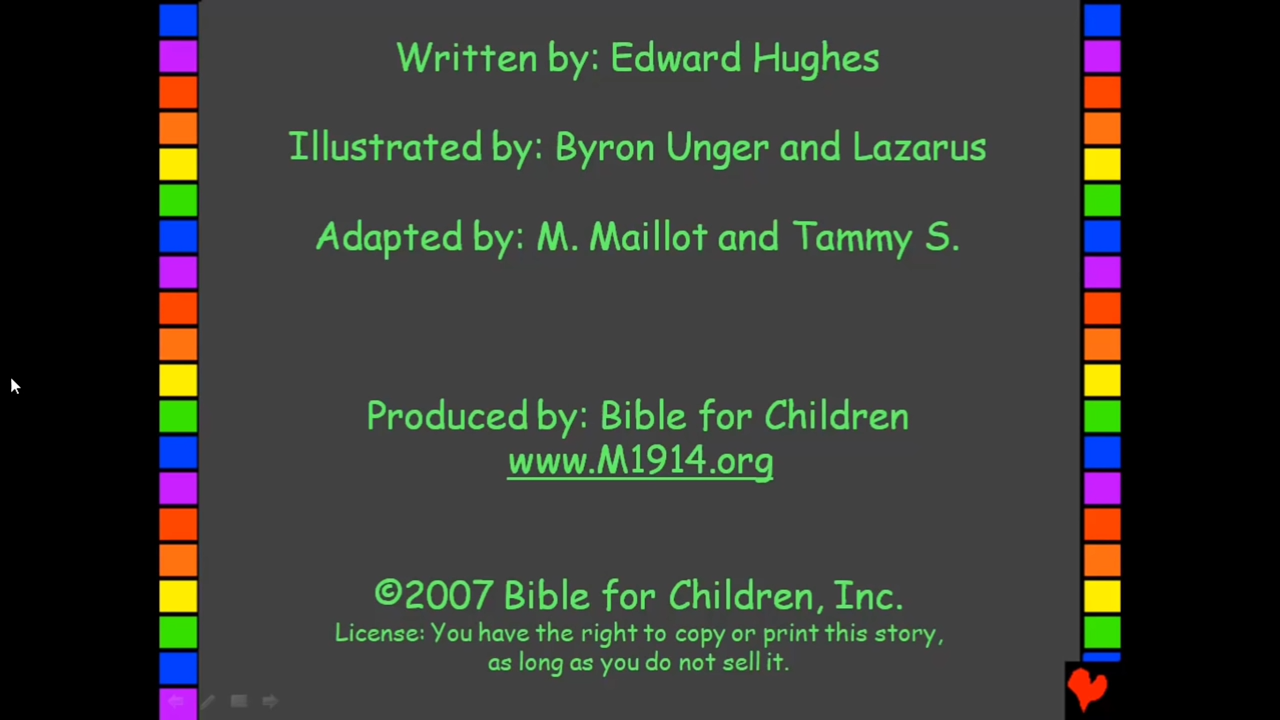 Written by: Edward Hughes
Illustrated by: Byron Unger and Lazarus
Adapted by: M. Maillot and Tammy S.
Produced by: Bible for Children
www.M1914.org
©2007 Bible for Children, Inc.
License: You have the right to copy or print this story,
as long as you do not sell it.